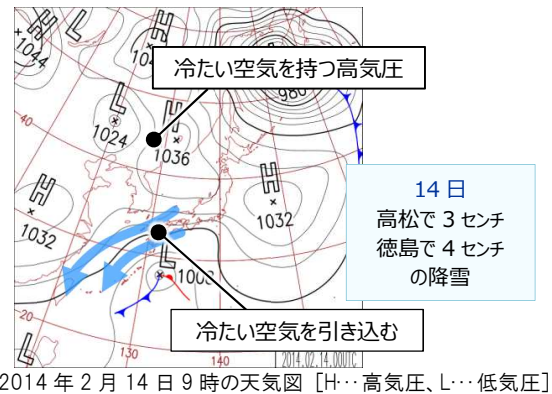 H
1044
L
H
104
980
冷たい空気を持つ高気圧
40
L
1024
H
1036
H
1032
H
1032
14 日
高松で 3 センチ
徳島で 4 センチ
の降雪
L
冷たい空気を引き込む
20
L
130
140
2014.02.14.00UTC
2014 年 2 月 14 日 9 時の天気図［H…高気圧、L…低気圧］